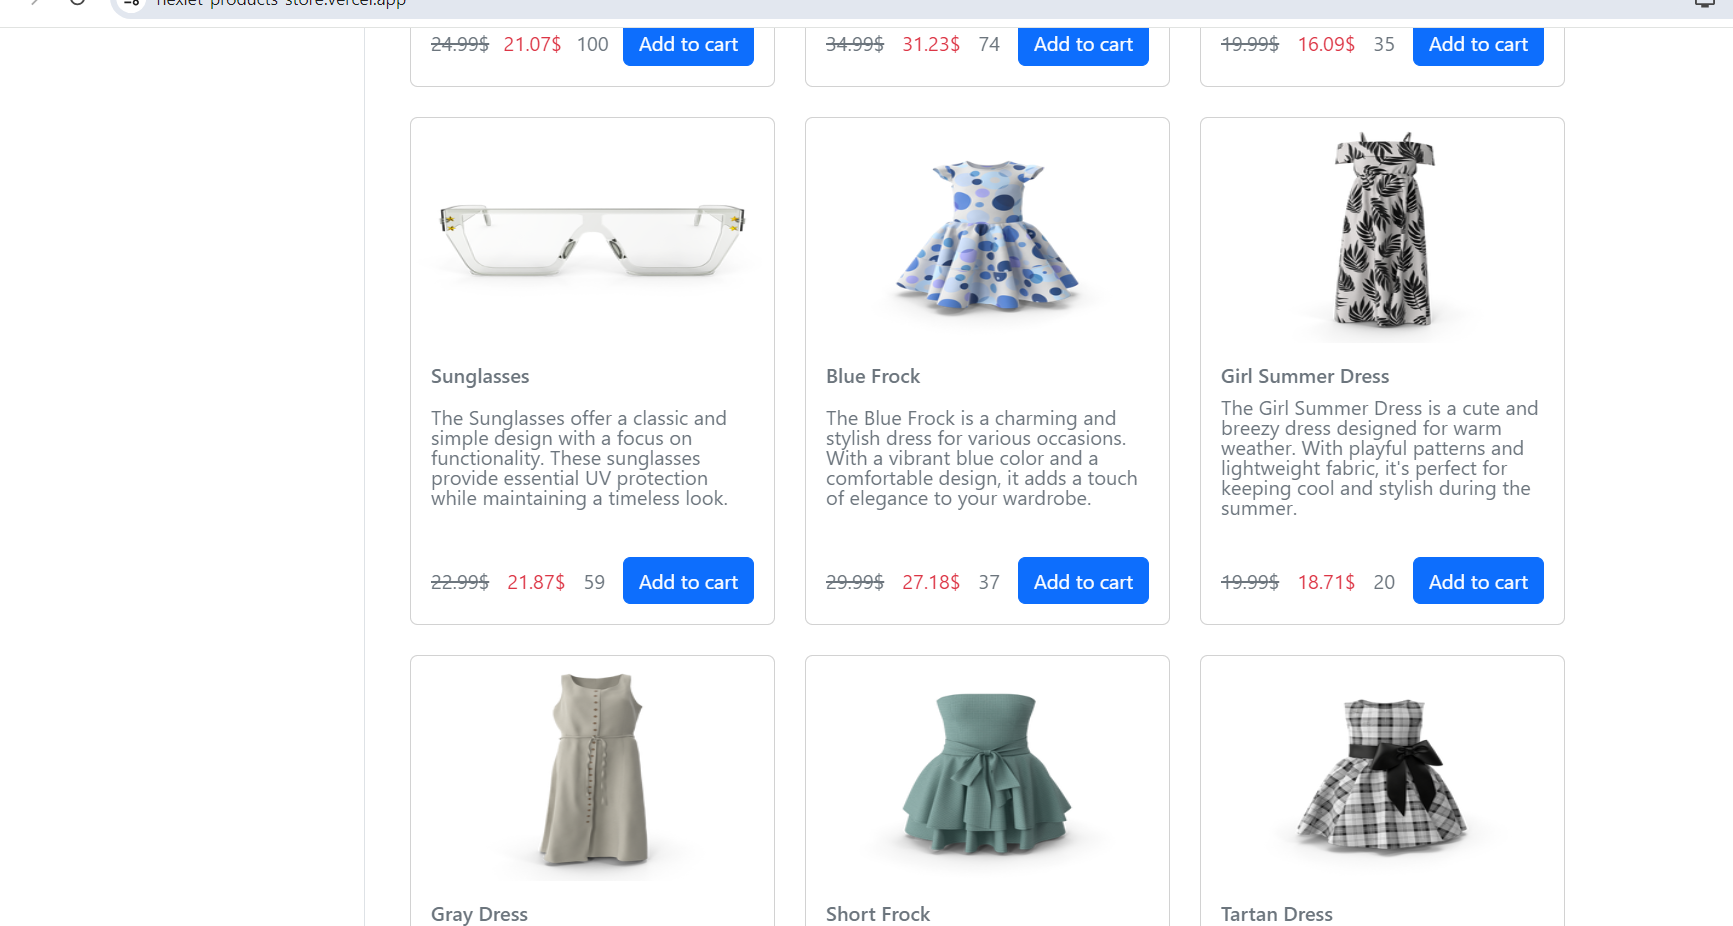 hexlet-products-store.vercel.app
24.99$ 21.07$ 100 Add to cart
34.99$ 31.23$ 74 Add to cart
19.99$ 16.09$ 35 Add to cart
Sunglasses
The Sunglasses offer a classic and
simple design with a focus on
functionality. These sunglasses
provide essential UV protection
while maintaining a timeless look.
22.99$ 21.87$ 59 Add to cart
Blue Frock
The Blue Frock is a charming and
stylish dress for various occasions.
With a vibrant blue color and a
comfortable design, it adds a touch
of elegance to your wardrobe.
29.99$ 27.18$ 37 Add to cart
Girl Summer Dress
The Girl Summer Dress is a cute and
breezy dress designed for warm
weather. With playful patterns and
lightweight fabric, it's perfect for
keeping cool and stylish during the
summer.
19.99$ 18.71$ 20 Add to cart
Gray Dress
Short Frock
Tartan Dress